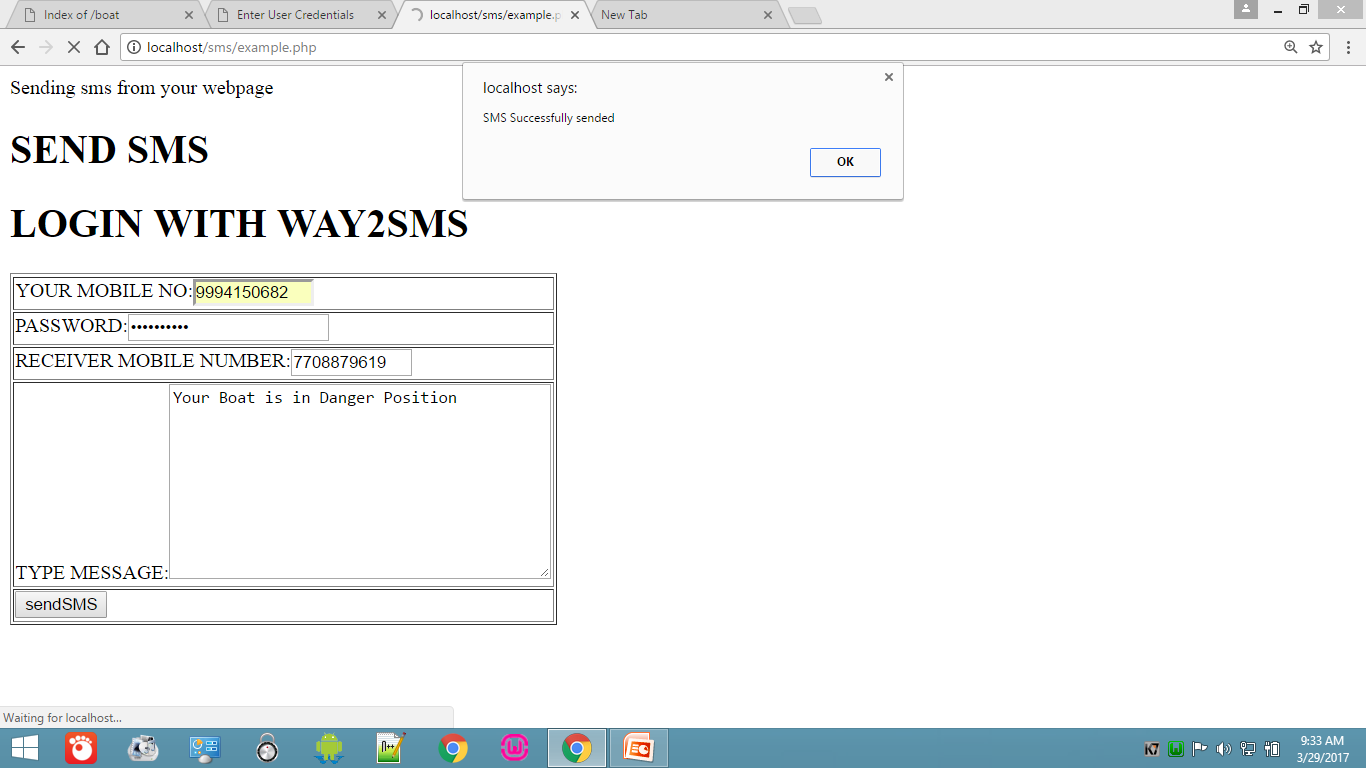 Index of /boat
Enter User Credentials
localhost/sms/example.p
New Tab
localhost/sms/example.php
Sending sms from your webpage
localhost says:
SMS Successfully sended
OK
SEND SMS
LOGIN WITH WAY2SMS
YOUR MOBILE NO:9994150682
PASSWORD:••••••••••
RECEIVER MOBILE NUMBER:7708879619
Your Boat is in Danger Position
TYPE MESSAGE:
sendSMS
Waiting for localhost...
K7
9:33 AM
3/29/2017